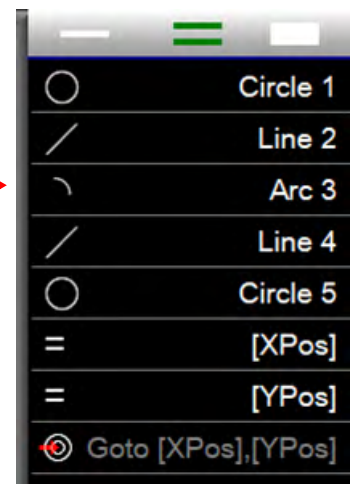 Circle 1
Line 2
Arc 3
Line 4
Circle 5
= [XPos]
= [YPos]
Goto [XPos],[YPos]